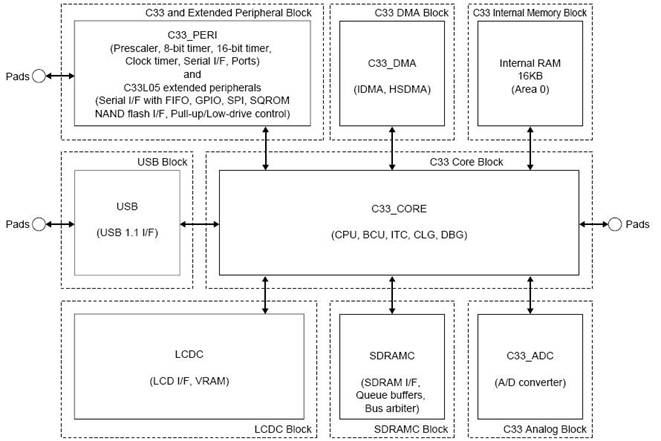 C33 and Extended Peripheral Block
C33 DMA Block
C33 Internal Memory Block
C33_PERI
(Prescaler, 8-bit timer, 16-bit timer,
Clock timer, Serial I/F, Ports)
and
C33L05 extended peripherals
(Serial I/F with FIFO, GPIO, SPI, SQROM
NAND flash I/F, Pull-up/Low-drive control)
Pads
C33_DMA
(IDMA, HSDMA)
Internal RAM
16KB
(Area 0)
USB Block
C33 Core Block
Pads
USB
(USB 1.1 I/F)
C33_CORE
(CPU, BCU, ITC, CLG, DBG)
Pads
LCDC
(LCD I/F, VRAM)
LCDC Block
SDRAMC
(SDRAM I/F,
Queue buffers,
Bus arbiter)
SDRAMC Block
C33_ADC
(A/D converter)
C33 Analog Block